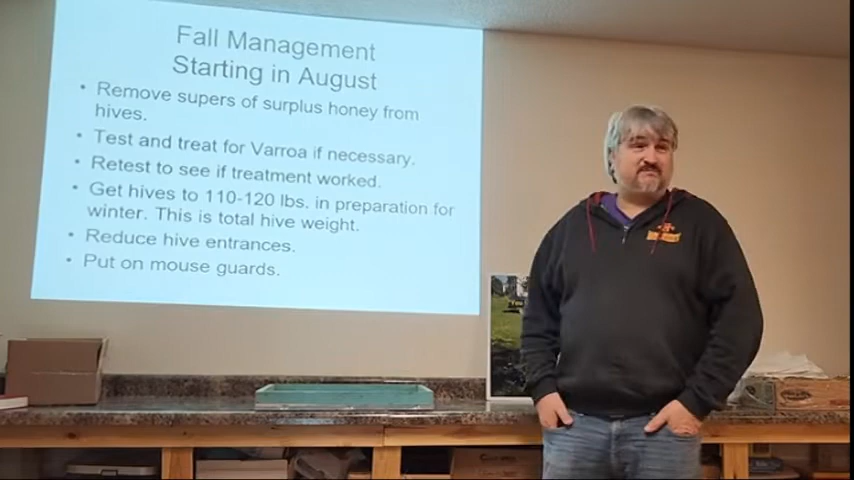 Fall Management
Starting in August
• Remove supers of surplus honey from
hives.
• Test and treat for Varroa if necessary.
• Retest to see if treatment worked.
• Get hives to 110-120 lbs. in preparation for
winter. This is total hive weight.
• Reduce hive entrances.
• Put on mouse guards.